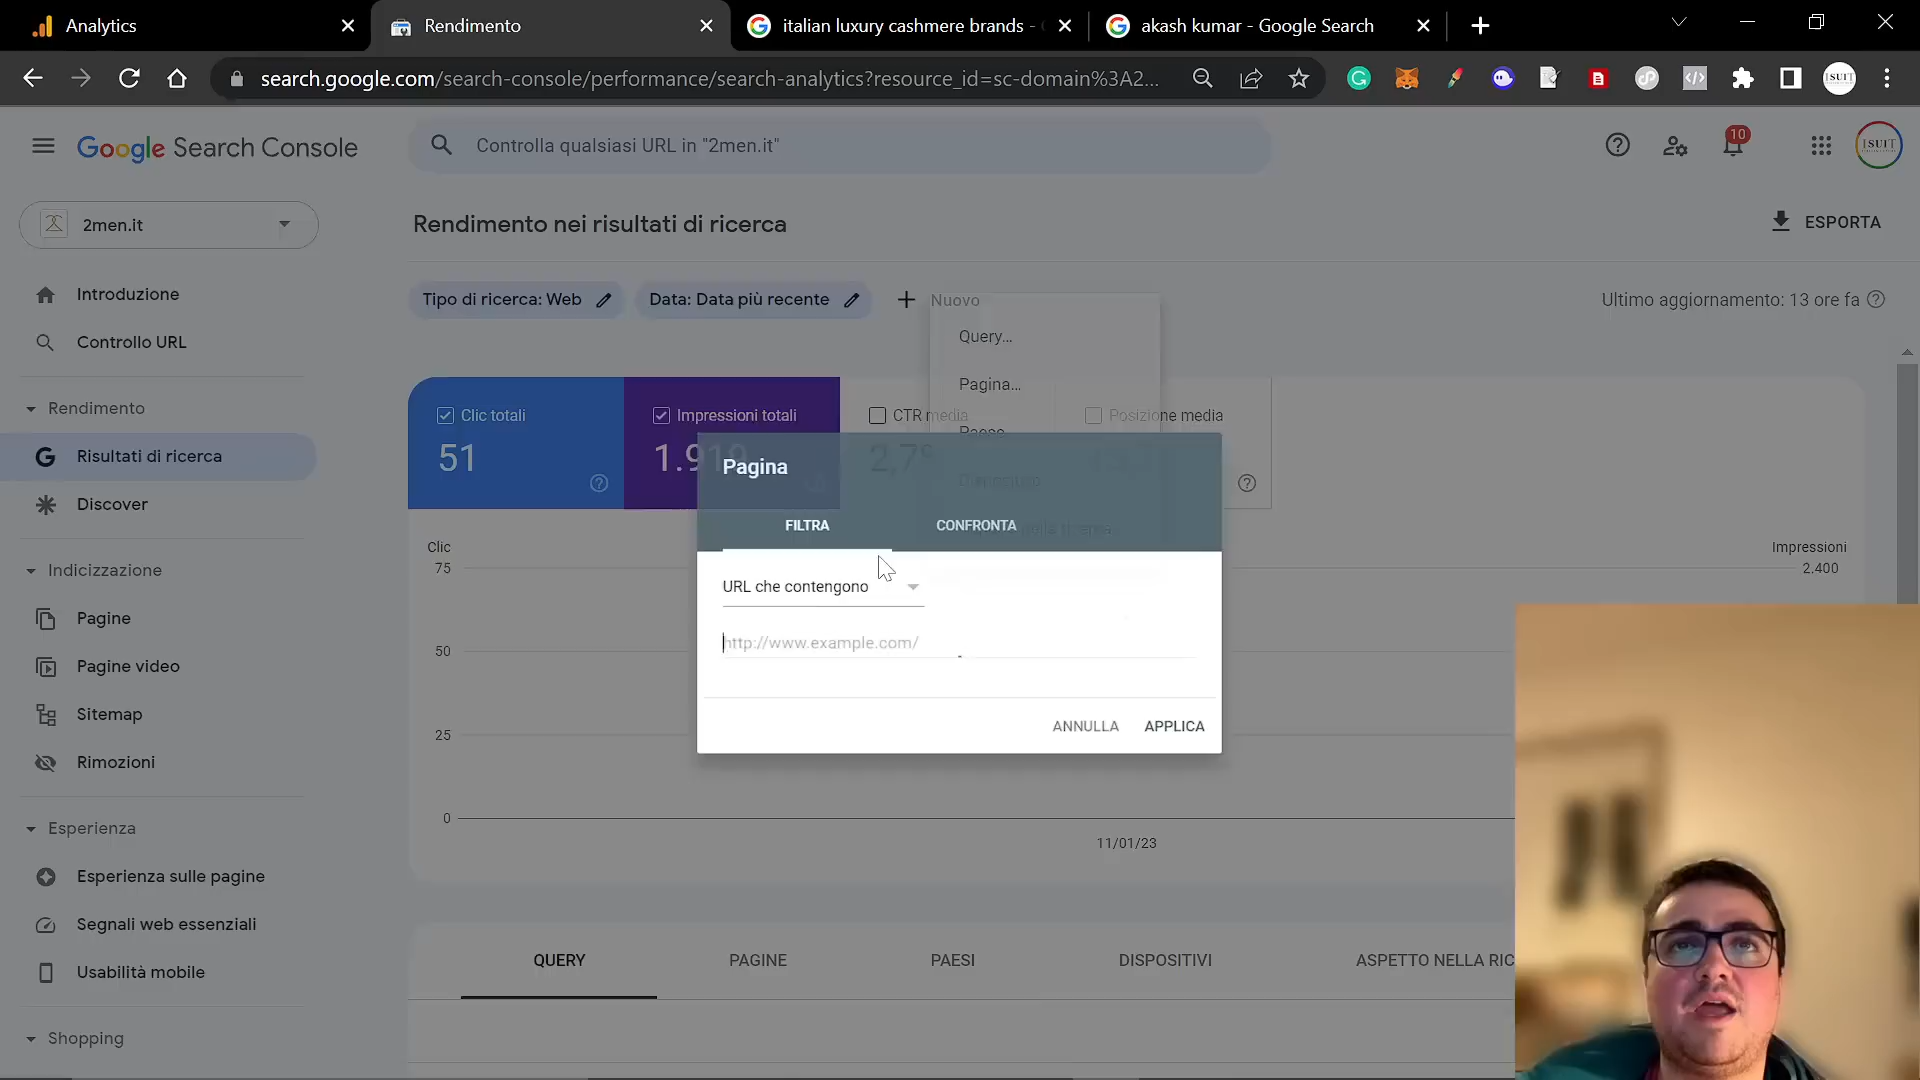 Analytics
Rendimento
italian luxury cashmere brands -
akash kumar - Google Search
search.google.com/search-console/performance/search-analytics?resource_id=sc-domain%3A2...
Google Search Console
Controlla qualsiasi URL in "2men.it"
10
ISUIT
2men.it
Rendimento nei risultati di ricerca
ESPORTA
Introduzione
Controllo URL
Tipo di ricerca: Web
Data: Data più recente
Nuovo
Ultimo aggiornamento: 13 ore fa
Query...
Pagina...
Paese...
Rendimento
Risultati di ricerca
Discover
Clic totali
51
Impressioni totali
CTR media
Posizione media
Pagina
FILTRA
CONFRONTA
URL che contengono
http://www.example.com/
ANNULLA
APPLICA
Clic
75
50
25
0
Impressioni
2.400
11/01/23
Indicizzazione
Pagine
Pagine video
Sitemap
Rimozioni
Esperienza
Esperienza sulle pagine
Segnali web essenziali
Usabilità mobile
Shopping
QUERY
PAGINE
PAESI
DISPOSITIVI
ASPETTO NELLA RIC